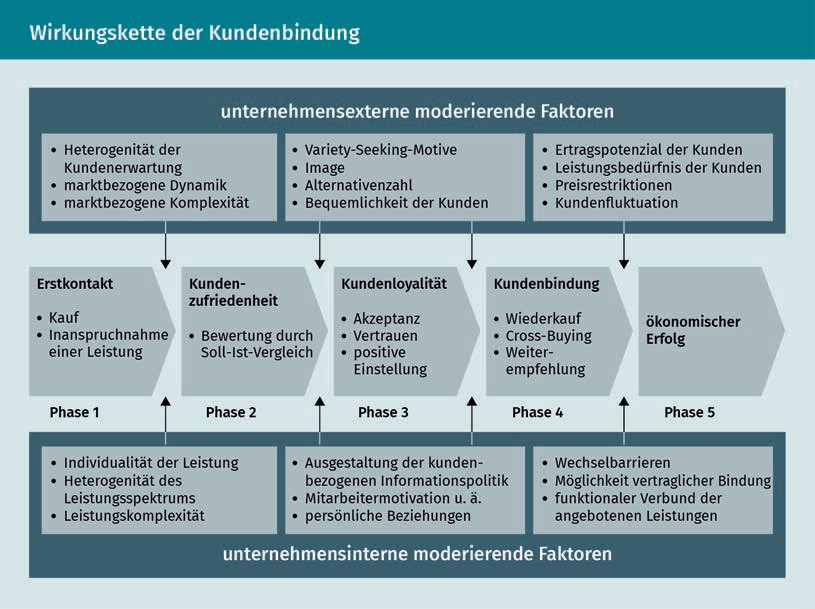 Wirkungskette der Kundenbindung
unternehmensexterne moderierende Faktoren
• Heterogenität der
Kundenerwartung
• marktbezogene Dynamik
• marktbezogene Komplexität
• Variety-Seeking-Motive
• Image
• Alternativenzahl
• Bequemlichkeit der Kunden
• Ertragspotenzial der Kunden
• Leistungsbedürfnis der Kunden
• Preisrestriktionen
• Kundenfluktuation
Erstkontakt
• Kauf
• Inanspruchnahme
einer Leistung
Kunden-
zufriedenheit
• Bewertung durch
Soll-Ist-Vergleich
Kundenloyalität
• Akzeptanz
• Vertrauen
• positive
Einstellung
Kundenbindung
• Wiederkauf
• Cross-Buying
• Weiter-
empfehlung
ökonomischer
Erfolg
Phase 1
Phase 2
Phase 3
Phase 4
Phase 5
• Individualität der Leistung
• Heterogenität des
Leistungsspektrums
• Leistungskomplexität
• Ausgestaltung der kunden-
bezogenen Informationspolitik
• Mitarbeitermotivation u. ä.
• persönliche Beziehungen
• Wechselbarrieren
• Möglichkeit vertraglicher Bindung
• funktionaler Verbund der
angebotenen Leistungen
unternehmensinterne moderierende Faktoren